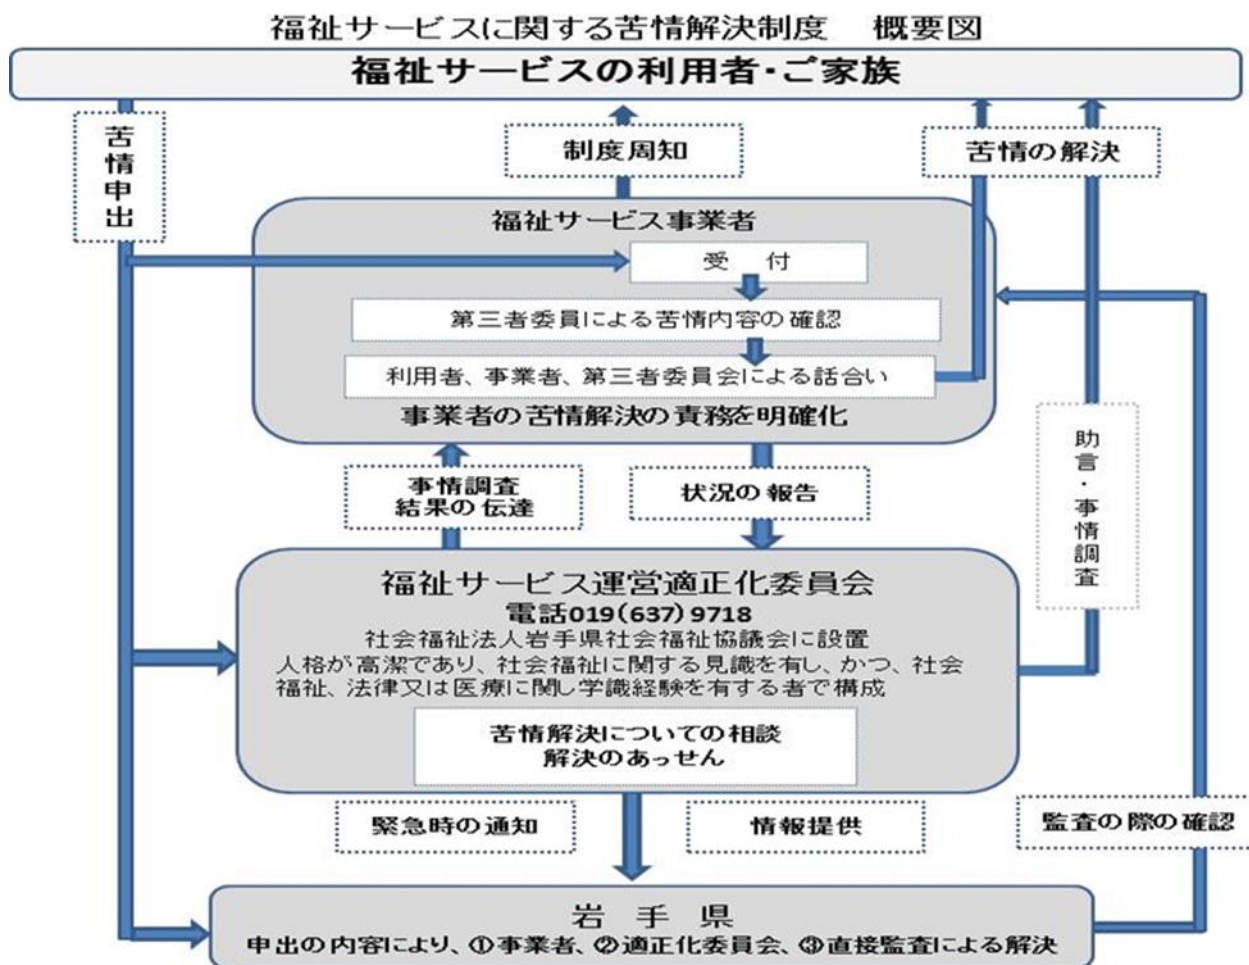 福祉サービスに関する苦情解決制度　概要図
福祉サービスの利用者・ご家族
苦情申出
制度周知
苦情の解決
福祉サービス事業者
受　付
第三者委員による苦情内容の確認
利用者、事業者、第三者委員会による話合い
事業者の苦情解決の責務を明確化
事情調査
結果の伝達
状況の報告
助言・事情調査
福祉サービス運営適正化委員会
電話019(637)9718
社会福祉法人岩手県社会福祉協議会に設置
人格が高潔であり、社会福祉に関する見識を有し、かつ、社会
福祉、法律又は医療に関し学識経験を有する者で構成
苦情解決についての相談
解決のあっせん
緊急時の通知
情報提供
監査の際の確認
岩　手　県
申出の内容により、①事業者、②適正化委員会、③直接監査による解決